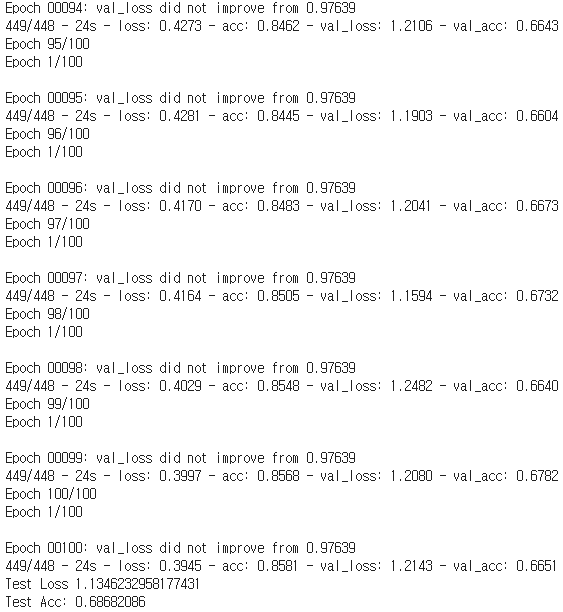 Epoch 00094: val_loss did not improve from 0.97639
449/448 - 24s - loss: 0.4273 - acc: 0.8462 - val_loss: 1.2106 - val_acc: 0.6643
Epoch 95/100
Epoch 1/100

Epoch 00095: val_loss did not improve from 0.97639
449/448 - 24s - loss: 0.4281 - acc: 0.8445 - val_loss: 1.1903 - val_acc: 0.6604
Epoch 96/100
Epoch 1/100

Epoch 00096: val_loss did not improve from 0.97639
449/448 - 24s - loss: 0.4170 - acc: 0.8483 - val_loss: 1.2041 - val_acc: 0.6673
Epoch 97/100
Epoch 1/100

Epoch 00097: val_loss did not improve from 0.97639
449/448 - 24s - loss: 0.4164 - acc: 0.8505 - val_loss: 1.1594 - val_acc: 0.6732
Epoch 98/100
Epoch 1/100

Epoch 00098: val_loss did not improve from 0.97639
449/448 - 24s - loss: 0.4029 - acc: 0.8548 - val_loss: 1.2482 - val_acc: 0.6640
Epoch 99/100
Epoch 1/100

Epoch 00099: val_loss did not improve from 0.97639
449/448 - 24s - loss: 0.3997 - acc: 0.8568 - val_loss: 1.2080 - val_acc: 0.6782
Epoch 100/100
Epoch 1/100

Epoch 00100: val_loss did not improve from 0.97639
449/448 - 24s - loss: 0.3945 - acc: 0.8581 - val_loss: 1.2143 - val_acc: 0.6651
Test Loss 1.1346232958177431
Test Acc: 0.68682086